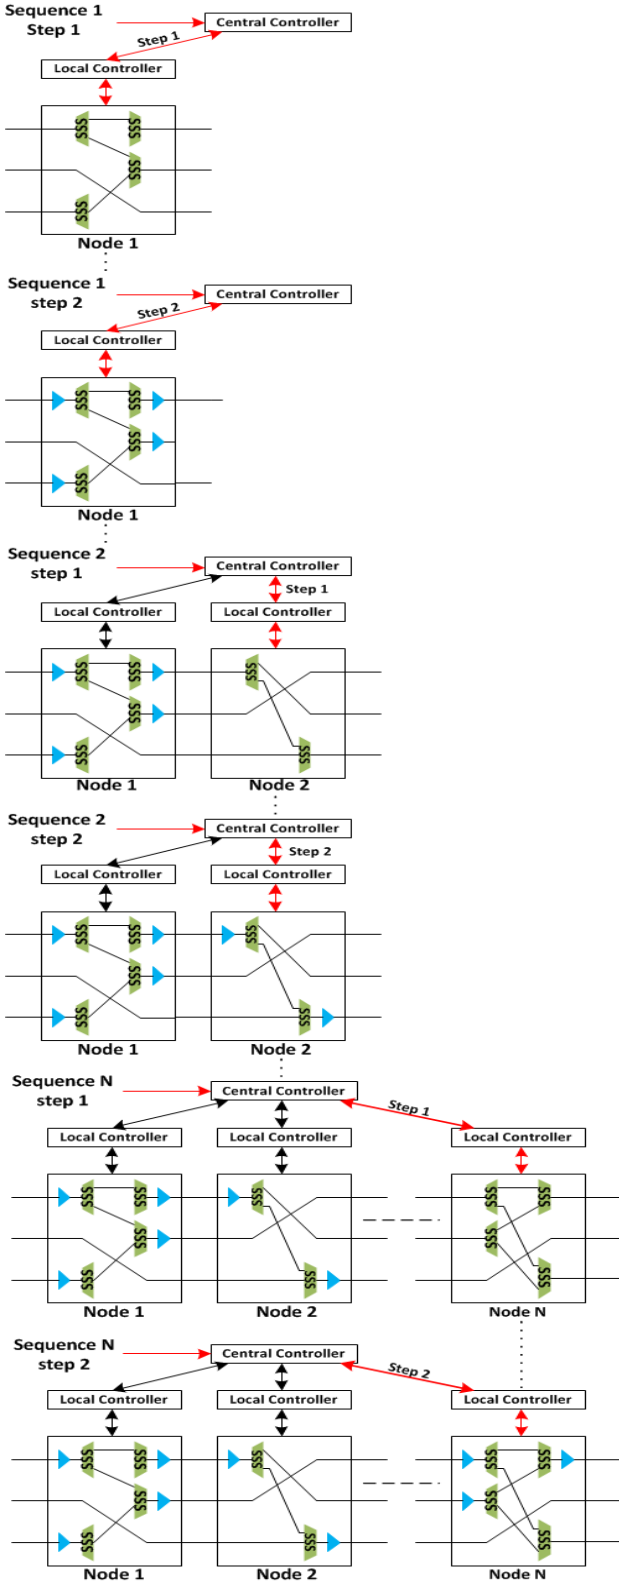 Sequence 1
Step 1
Central Controller
Step 1
Local Controller
SSS SSS
SSS
SSS
Node 1
Sequence 1
step 2
Central Controller
Step 2
Local Controller
SSS SSS
SSS
SSS
Node 1
Sequence 2
step 1
Central Controller
Step 1
Local Controller Local Controller
SSS SSS SSS
SSS
SSS SSS
Node 1 Node 2
Sequence 2
step 2
Central Controller
Step 2
Local Controller Local Controller
SSS SSS SSS
SSS
SSS SSS
Node 1 Node 2
Sequence N
step 1
Central Controller
Step 1
Local Controller Local Controller Local Controller
SSS SSS SSS SSS SSS
SSS SSS
SSS SSS SSS
Node 1 Node 2 Node N
Sequence N
step 2
Central Controller
Step 2
Local Controller Local Controller Local Controller
SSS SSS SSS SSS SSS
SSS SSS
SSS SSS SSS
Node 1 Node 2 Node N